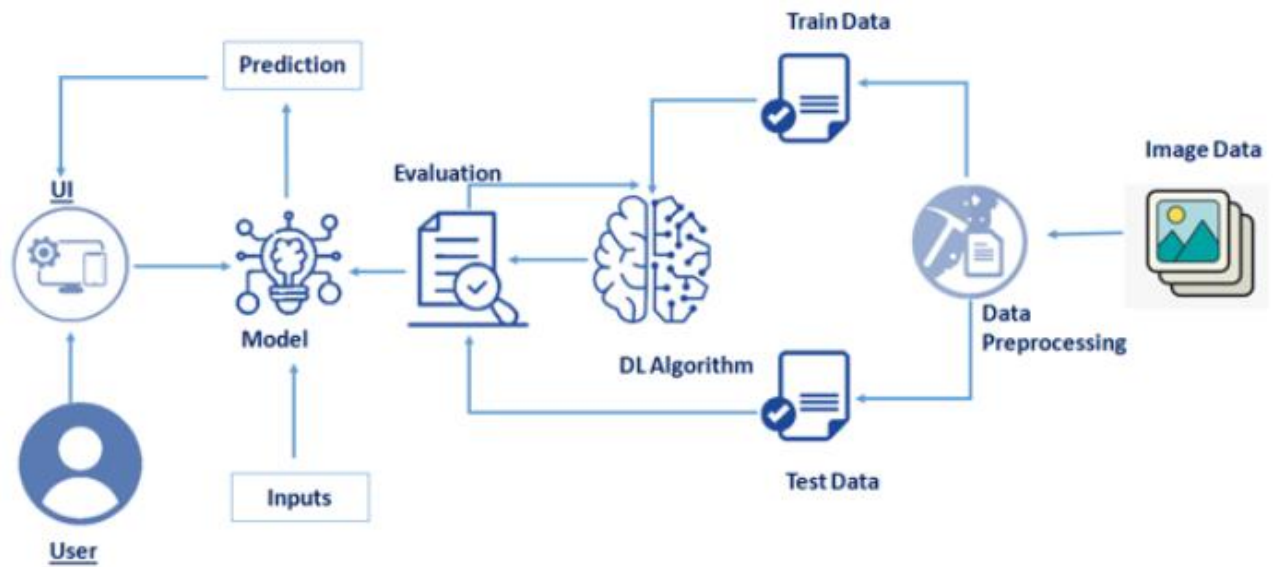 Train Data
Prediction
Image Data
Evaluation
UI
Data
Preprocessing
Model
DL Algorithm
Test Data
Inputs
User